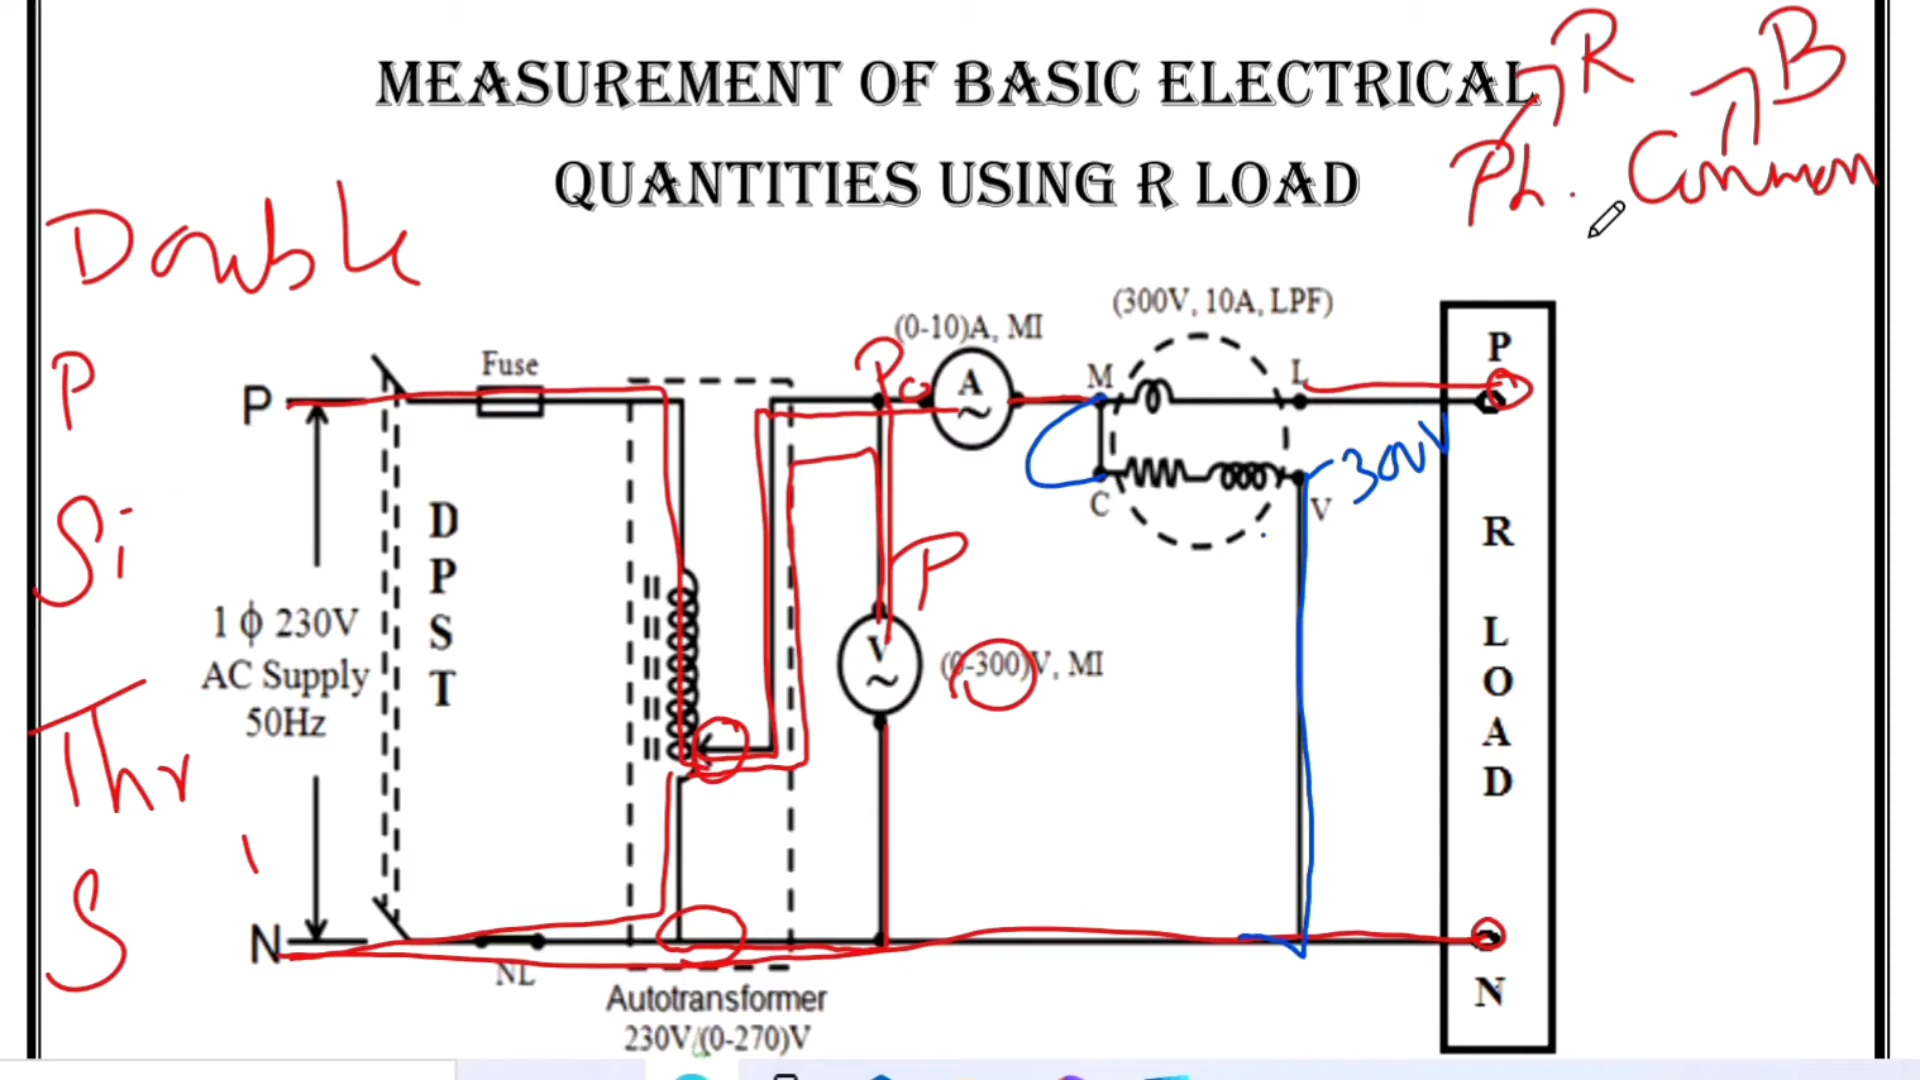 MEASUREMENT OF BASIC ELECTRICAL
QUANTITIES USING R LOAD
R
B
Ph. Common
Double
P
Si
Thr
S
(0-10)A, MI
(300V, 10A, LPF)
Fuse
P
A
M
L
P
C
V
300V
DPST
1 ϕ 230V
AC Supply
50Hz
P
V
(0-300)V, MI
R LOAD
N
NL
N
Autotransformer
230V/(0-270)V